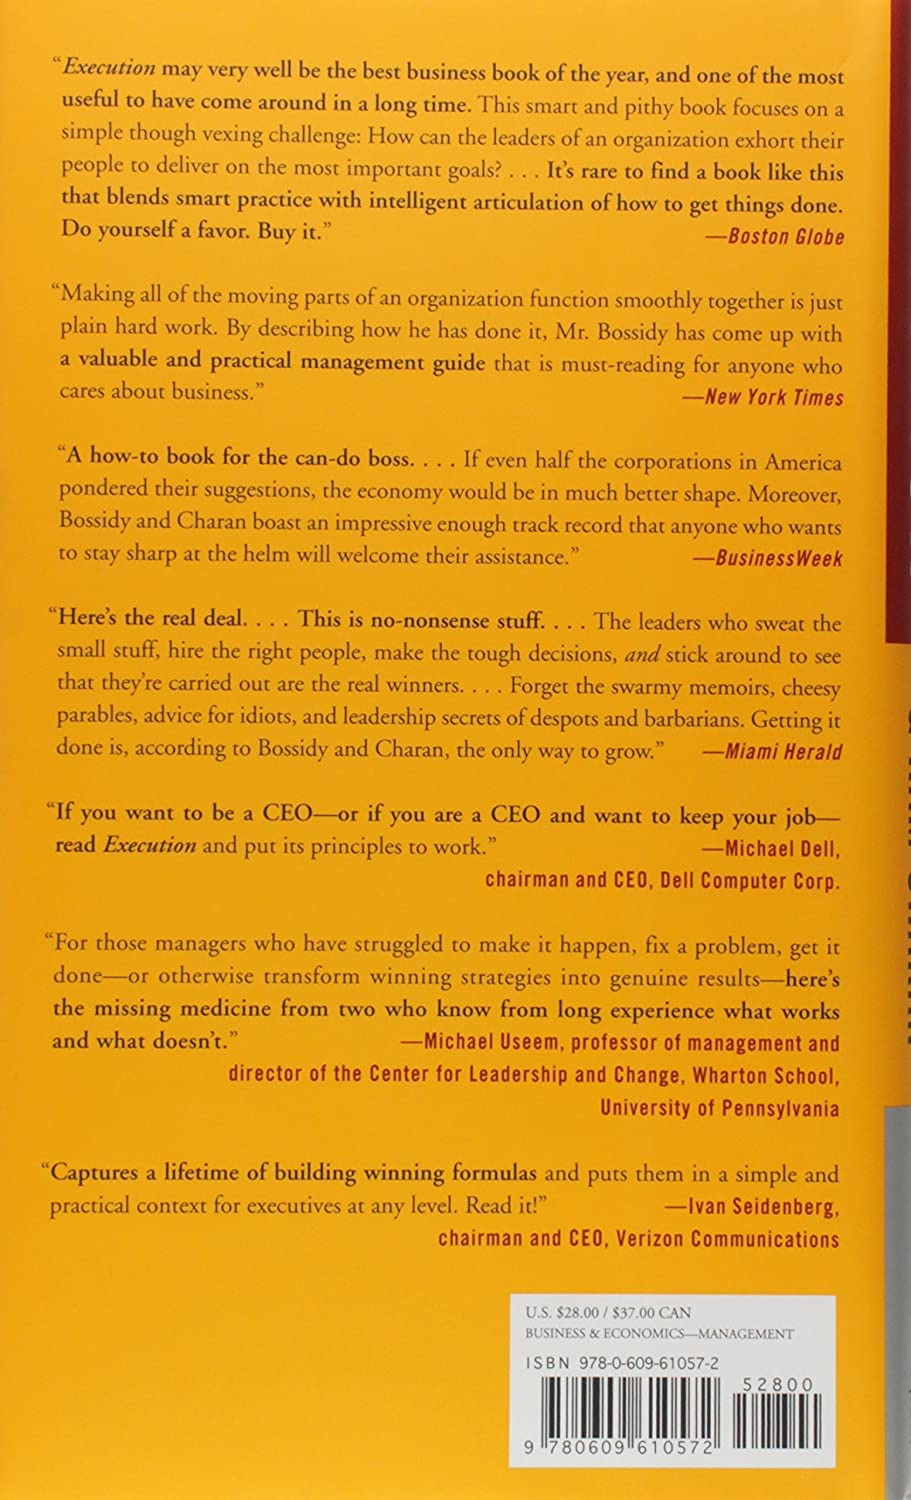 “Execution may very well be the best business book of the year, and one of the most
useful to have come around in a long time. This smart and pithy book focuses on a
simple though vexing challenge: How can the leaders of an organization exhort their
people to deliver on the most important goals? . . . It’s rare to find a book like this
that blends smart practice with intelligent articulation of how to get things done.
Do yourself a favor. Buy it.” —Boston Globe
“Making all of the moving parts of an organization function smoothly together is just
plain hard work. By describing how he has done it, Mr. Bossidy has come up with
a valuable and practical management guide that is must-reading for anyone who
cares about business.” —New York Times
“A how-to book for the can-do boss. . . . If even half the corporations in America
pondered their suggestions, the economy would be in much better shape. Moreover,
Bossidy and Charan boast an impressive enough track record that anyone who wants
to stay sharp at the helm will welcome their assistance.” —BusinessWeek
“Here’s the real deal. . . . This is no-nonsense stuff. . . . The leaders who sweat the
small stuff, hire the right people, make the tough decisions, and stick around to see
that they’re carried out are the real winners. . . . Forget the swarmy memoirs, cheesy
parables, advice for idiots, and leadership secrets of despots and barbarians. Getting it
done is, according to Bossidy and Charan, the only way to grow.” —Miami Herald
“If you want to be a CEO—or if you are a CEO and want to keep your job—
read Execution and put its principles to work.” —Michael Dell,
chairman and CEO, Dell Computer Corp.
“For those managers who have struggled to make it happen, fix a problem, get it
done—or otherwise transform winning strategies into genuine results—here’s
the missing medicine from two who know from long experience what works
and what doesn’t.” —Michael Useem, professor of management and
director of the Center for Leadership and Change, Wharton School,
University of Pennsylvania
“Captures a lifetime of building winning formulas and puts them in a simple and
practical context for executives at any level. Read it!” —Ivan Seidenberg,
chairman and CEO, Verizon Communications
U.S. $28.00 / $37.00 CAN
BUSINESS & ECONOMICS—MANAGEMENT
ISBN 978-0-609-61057-2
52800
9 780609 610572